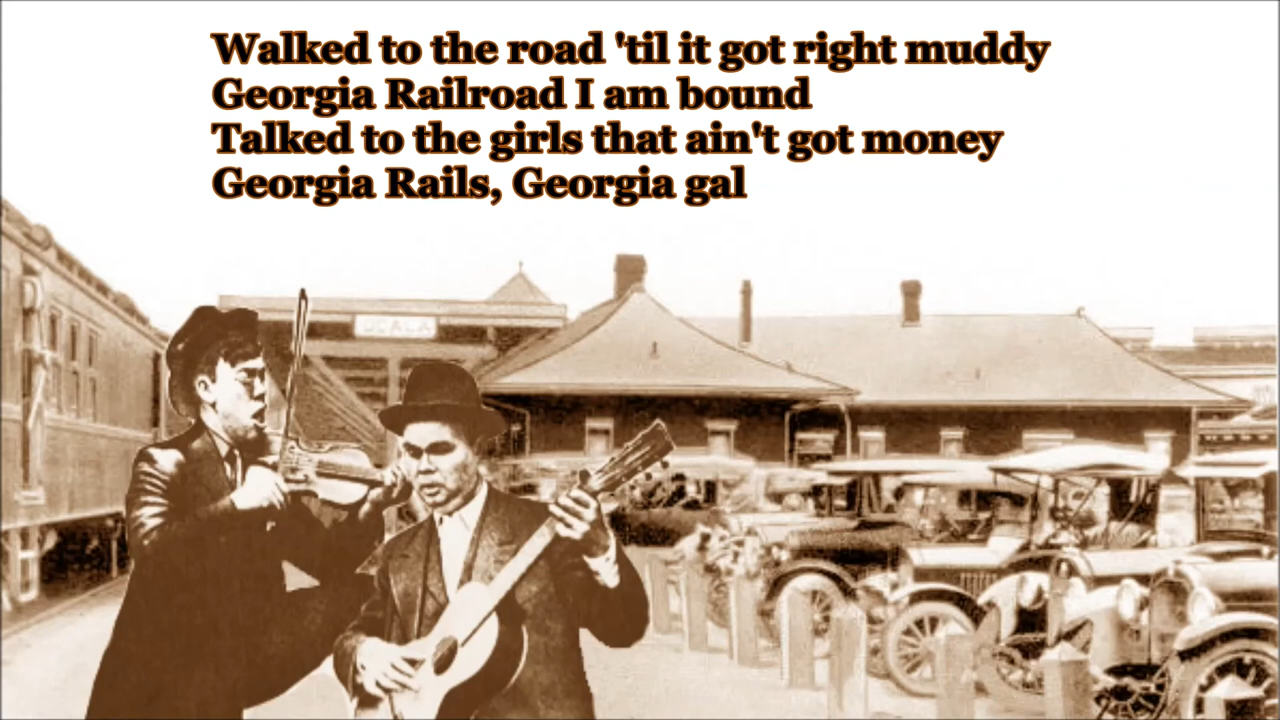 Walked to the road 'til it got right muddy
Georgia Railroad I am bound
Talked to the girls that ain't got money
Georgia Rails, Georgia gal
OCALA